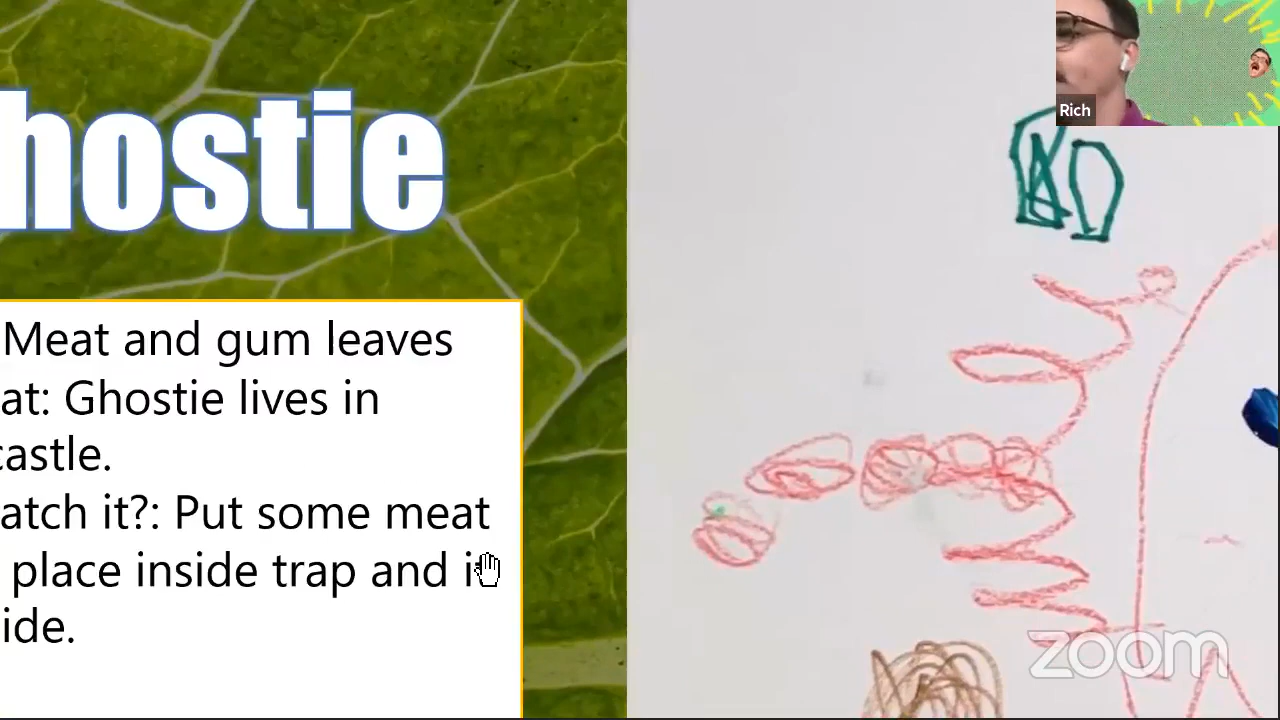 hostie
Meat and gum leaves
at: Ghostie lives in
castle.
atch it?: Put some meat
place inside trap and it
ide.
Rich
zoom